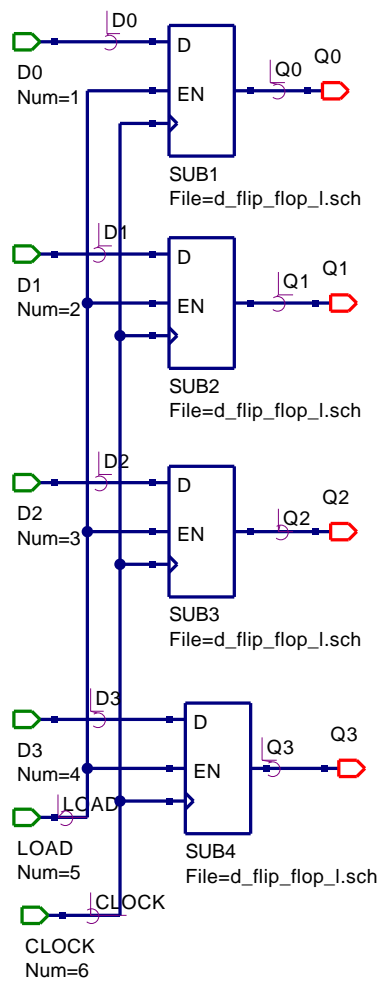 D0
D
Q0
Q0
D0
Num=1
EN
SUB1
File=d_flip_flop_l.sch
D1
D
Q1
Q1
D1
Num=2
EN
SUB2
File=d_flip_flop_l.sch
D2
D
Q2
Q2
D2
Num=3
EN
SUB3
File=d_flip_flop_l.sch
D3
D
Q3
Q3
D3
Num=4
EN
LOAD
LOAD
Num=5
SUB4
File=d_flip_flop_l.sch
CLOCK
CLOCK
Num=6